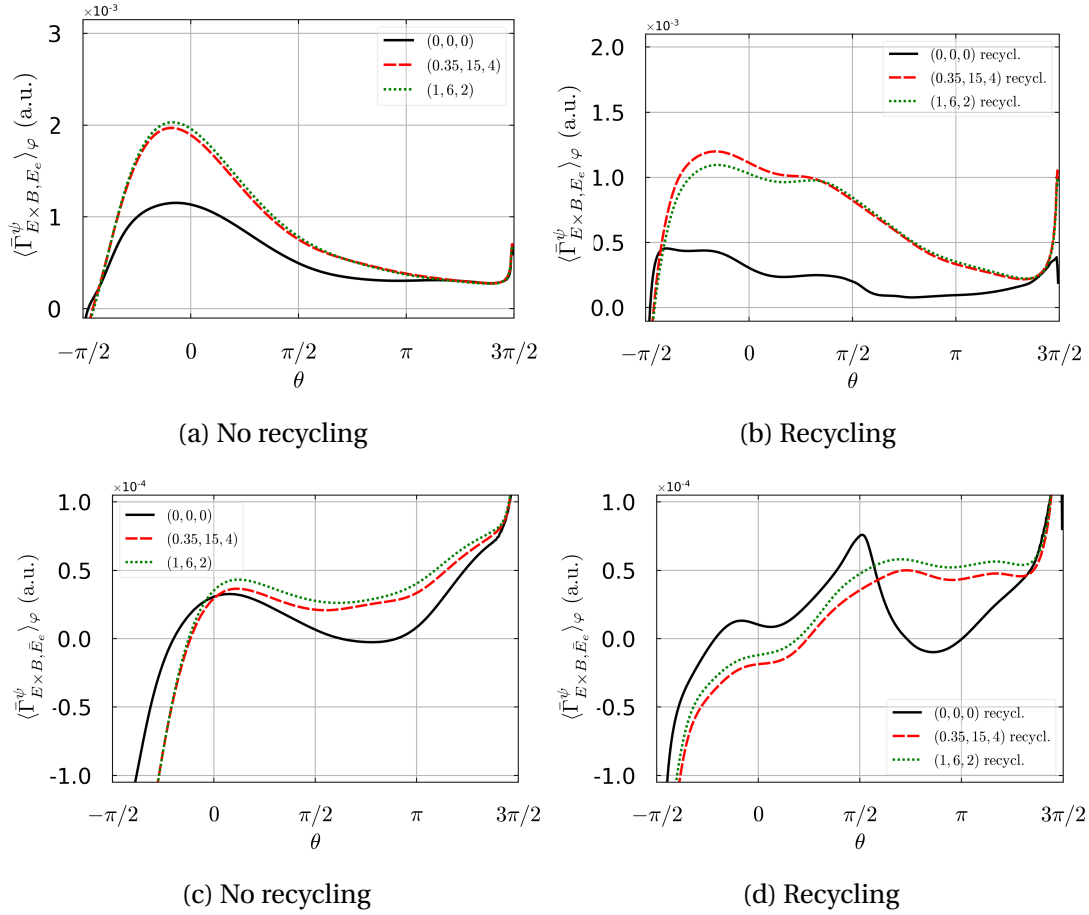 ×10⁻³
3
2
1
0
⟨Γ̄^ψ_{E×B,E_e}⟩_φ (a.u.)
(0, 0, 0)
(0.35, 15, 4)
(1, 6, 2)
−π/2 0 π/2 π 3π/2
θ
(a) No recycling
×10⁻³
2.0
1.5
1.0
0.5
0.0
⟨Γ̄^ψ_{E×B,E_e}⟩_φ (a.u.)
(0, 0, 0) recycl.
(0.35, 15, 4) recycl.
(1, 6, 2) recycl.
−π/2 0 π/2 π 3π/2
θ
(b) Recycling
×10⁻⁴
1.0
0.5
0.0
-0.5
-1.0
⟨Γ̄^ψ_{E×B,Ē_e}⟩_φ (a.u.)
(0, 0, 0)
(0.35, 15, 4)
(1, 6, 2)
−π/2 0 π/2 π 3π/2
θ
(c) No recycling
×10⁻⁴
1.0
0.5
0.0
-0.5
-1.0
⟨Γ̄^ψ_{E×B,Ē_e}⟩_φ (a.u.)
(0, 0, 0) recycl.
(0.35, 15, 4) recycl.
(1, 6, 2) recycl.
−π/2 0 π/2 π 3π/2
θ
(d) Recycling